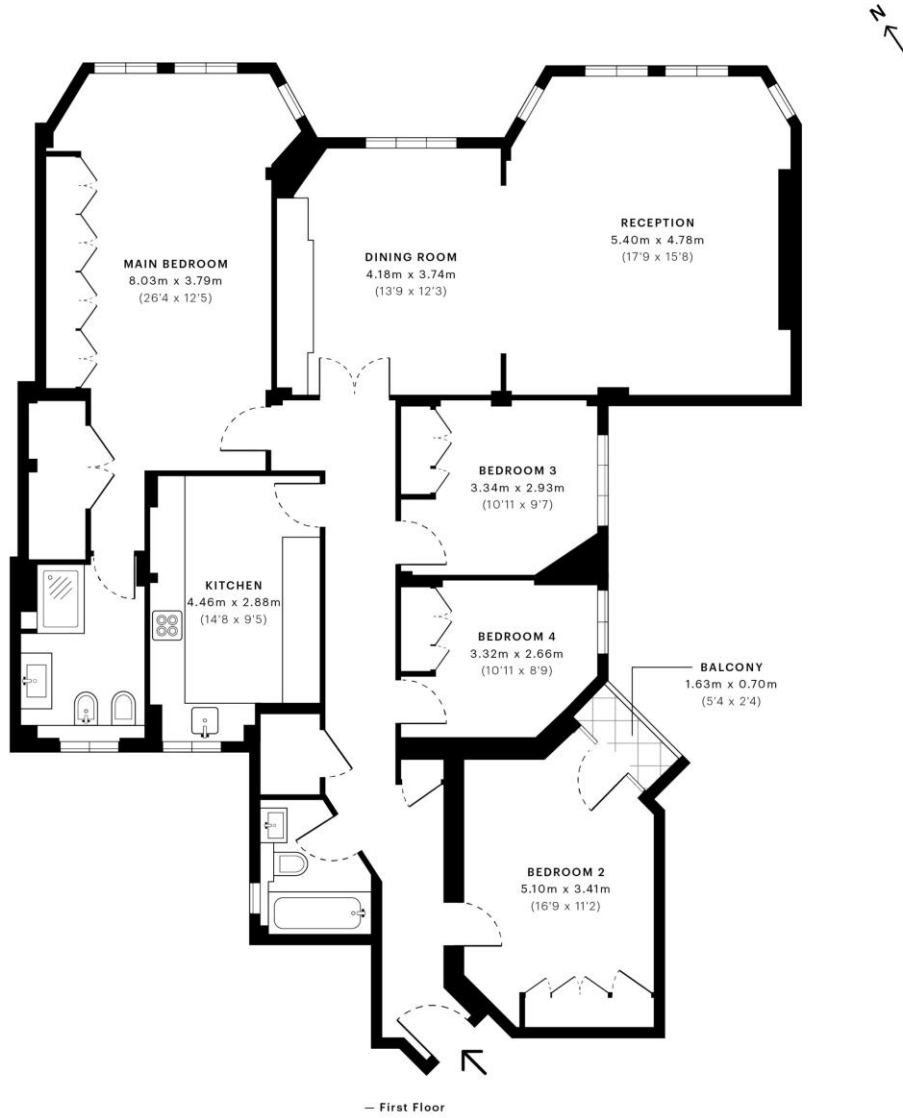 N
RECEPTION
5.40m x 4.78m
(17'9 x 15'8)
DINING ROOM
4.18m x 3.74m
(13'9 x 12'3)
MAIN BEDROOM
8.03m x 3.79m
(26'4 x 12'5)
BEDROOM 3
3.34m x 2.93m
(10'11 x 9'7)
KITCHEN
4.46m x 2.88m
(14'8 x 9'5)
BEDROOM 4
3.32m x 2.66m
(10'11 x 8'9)
BALCONY
1.63m x 0.70m
(5'4 x 2'4)
BEDROOM 2
5.10m x 3.41m
(16'9 x 11'2)
— First Floor